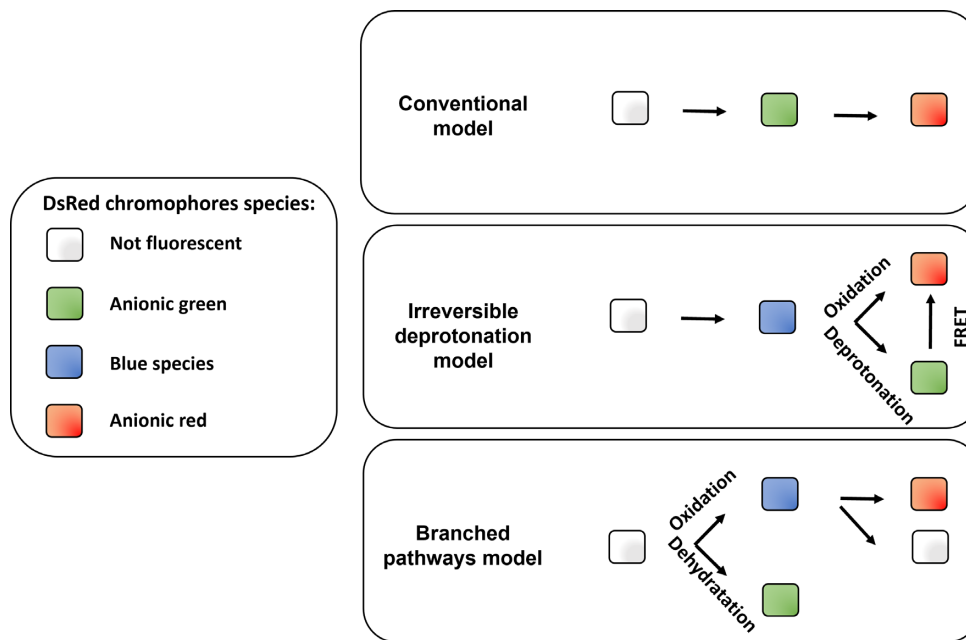 DsRed chromophores species:
Not fluorescent
Anionic green
Blue species
Anionic red
Conventional
model
Irreversible
deprotonation
model
Oxidation
Deprotonation
FRET
Branched
pathways model
Oxidation
Dehydratation